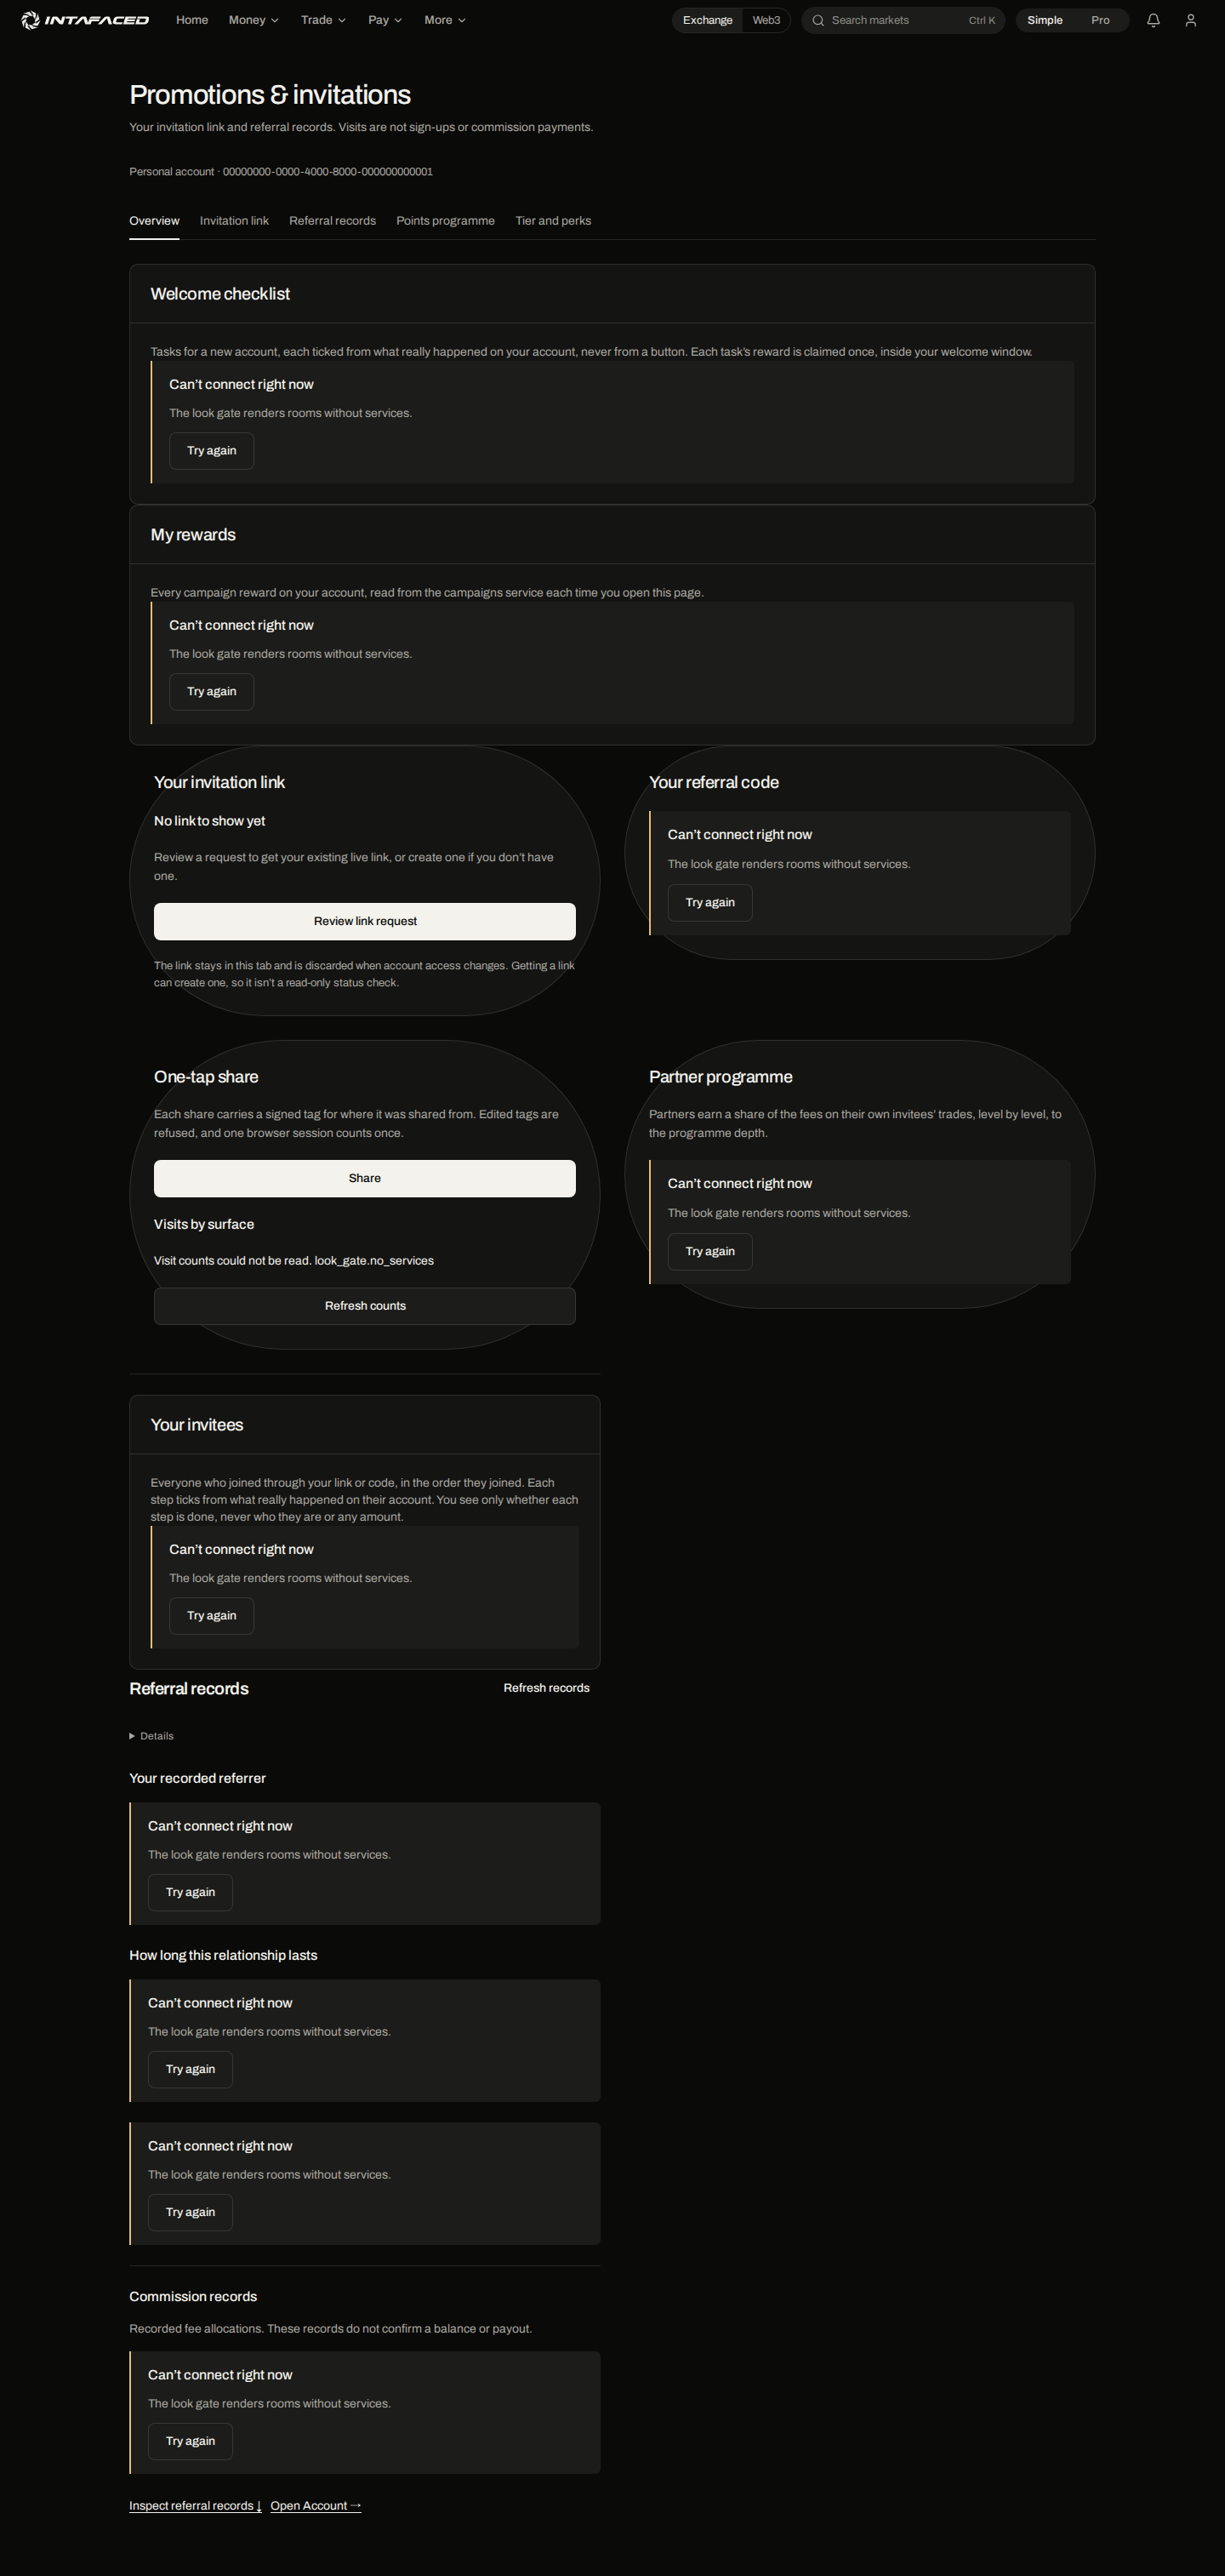 INTAFACED Home Money Trade Pay More Exchange Web3 Search markets Ctrl K Simple Pro
Promotions & invitations
Your invitation link and referral records. Visits are not sign-ups or commission payments.
Personal account · 00000000-0000-4000-8000-000000000001
Overview Invitation link Referral records Points programme Tier and perks
Welcome checklist
Tasks for a new account, each ticked from what really happened on your account, never from a button. Each task’s reward is claimed once, inside your welcome window.
Can’t connect right now
The look gate renders rooms without services.
Try again
My rewards
Every campaign reward on your account, read from the campaigns service each time you open this page.
Can’t connect right now
The look gate renders rooms without services.
Try again
Your invitation link
No link to show yet
Review a request to get your existing live link, or create one if you don’t have
one.
Review link request
The link stays in this tab and is discarded when account access changes. Getting a link
can create one, so it isn’t a read-only status check.
Your referral code
Can’t connect right now
The look gate renders rooms without services.
Try again
One-tap share
Each share carries a signed tag for where it was shared from. Edited tags are
refused, and one browser session counts once.
Share
Visits by surface
Visit counts could not be read. look_gate.no_services
Refresh counts
Partner programme
Partners earn a share of the fees on their own invitees’ trades, level by level, to
the programme depth.
Can’t connect right now
The look gate renders rooms without services.
Try again
Your invitees
Everyone who joined through your link or code, in the order they joined. Each
step ticks from what really happened on their account. You see only whether each
step is done, never who they are or any amount.
Can’t connect right now
The look gate renders rooms without services.
Try again
Referral records Refresh records
Details
Your recorded referrer
Can’t connect right now
The look gate renders rooms without services.
Try again
How long this relationship lasts
Can’t connect right now
The look gate renders rooms without services.
Try again
Can’t connect right now
The look gate renders rooms without services.
Try again
Commission records
Recorded fee allocations. These records do not confirm a balance or payout.
Can’t connect right now
The look gate renders rooms without services.
Try again
Inspect referral records ↓ Open Account →